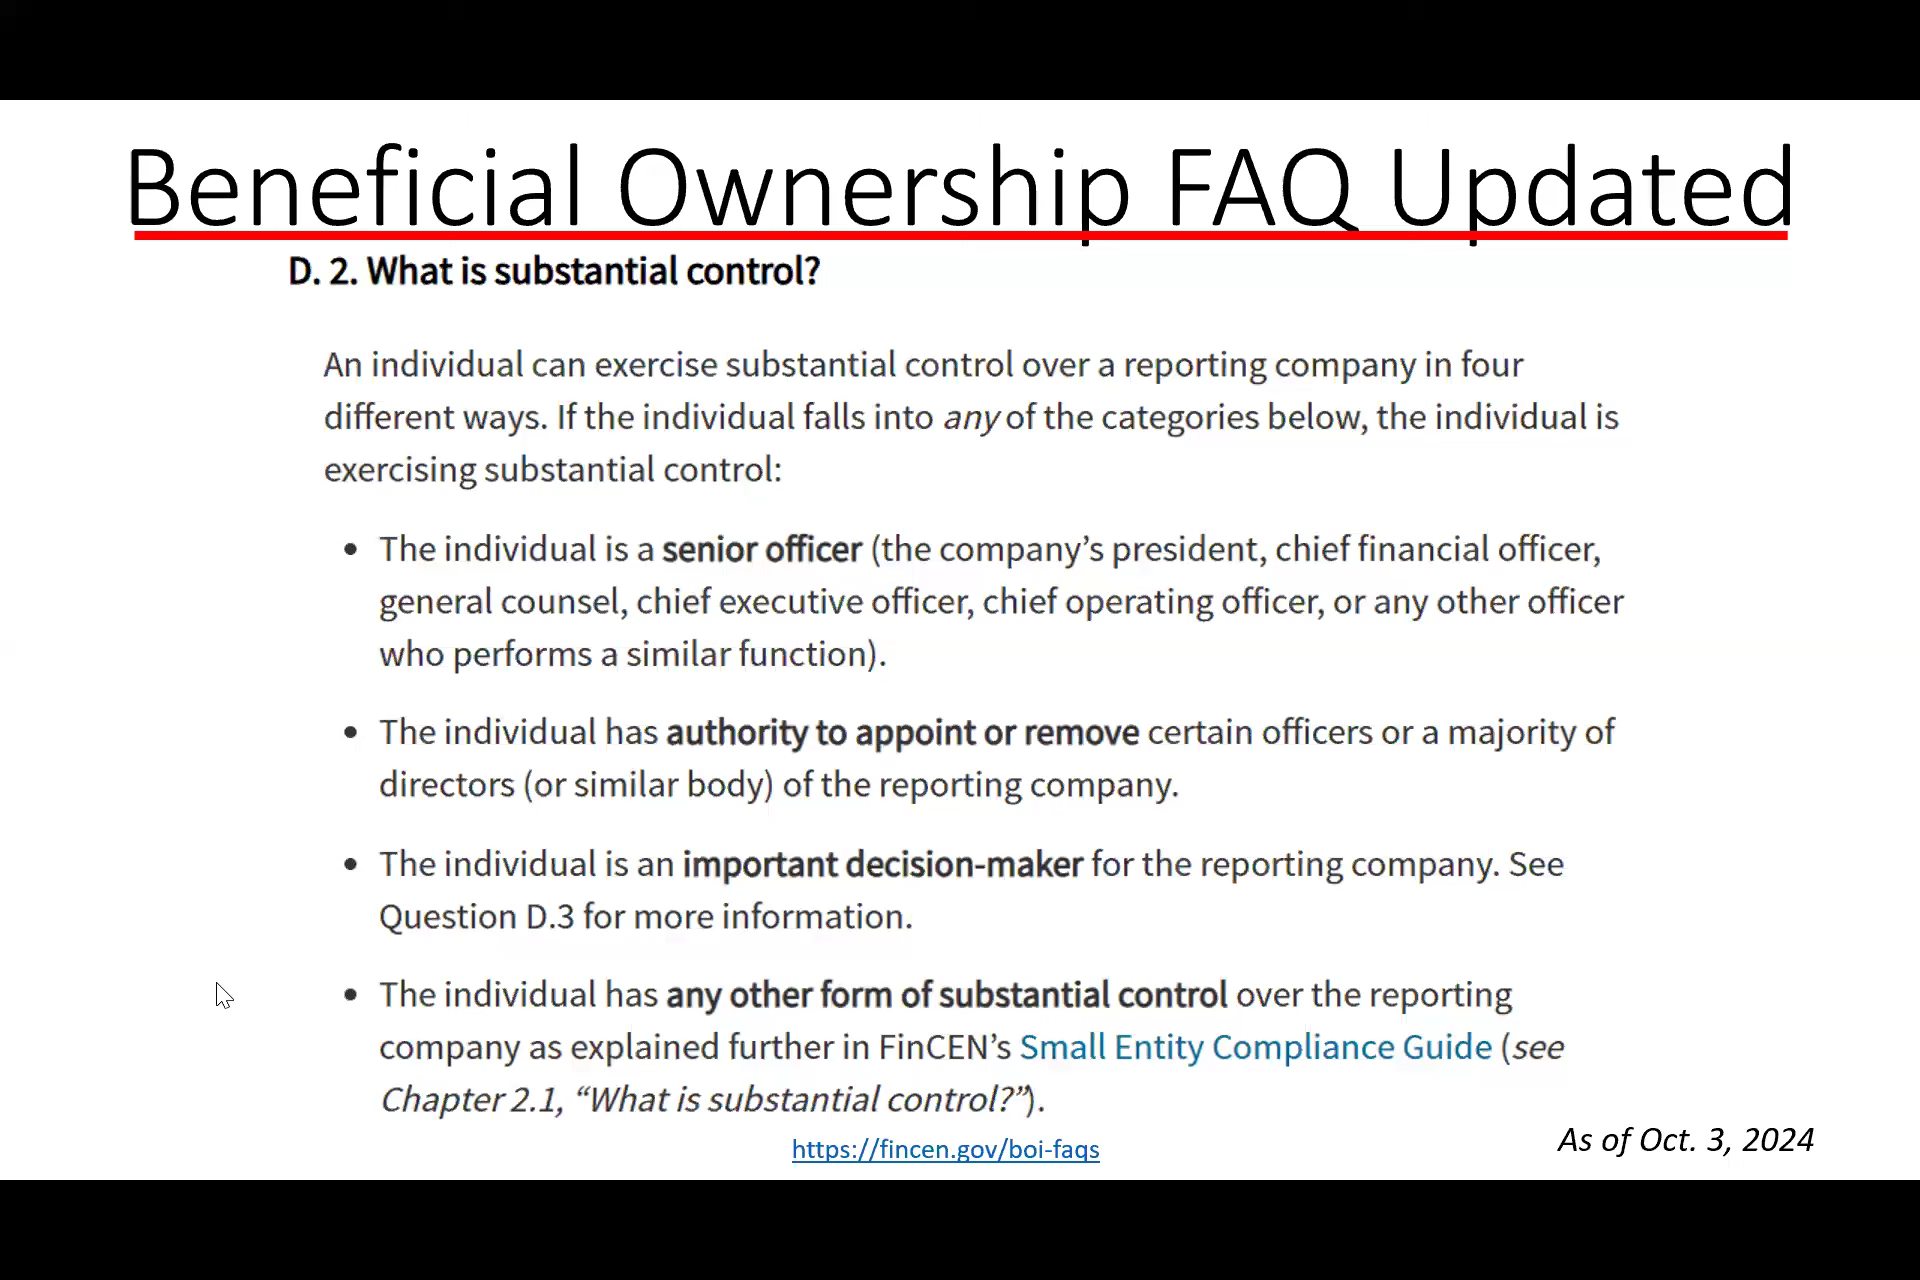 Beneficial Ownership FAQ Updated
D. 2. What is substantial control?
An individual can exercise substantial control over a reporting company in four
different ways. If the individual falls into any of the categories below, the individual is
exercising substantial control:
• The individual is a senior officer (the company’s president, chief financial officer,
general counsel, chief executive officer, chief operating officer, or any other officer
who performs a similar function).
• The individual has authority to appoint or remove certain officers or a majority of
directors (or similar body) of the reporting company.
• The individual is an important decision-maker for the reporting company. See
Question D.3 for more information.
• The individual has any other form of substantial control over the reporting
company as explained further in FinCEN’s Small Entity Compliance Guide (see
Chapter 2.1, “What is substantial control?”).
https://fincen.gov/boi-faqs
As of Oct. 3, 2024